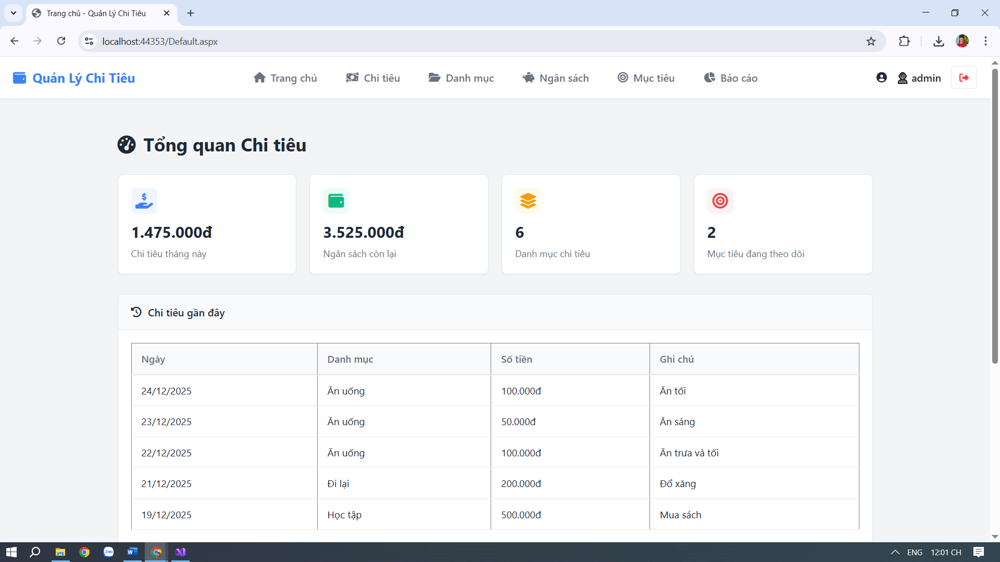 Trang chủ - Quản Lý Chi Tiêu
localhost:44353/Default.aspx
Quản Lý Chi Tiêu
Trang chủ
Chi tiêu
Danh mục
Ngân sách
Mục tiêu
Báo cáo
admin
Tổng quan Chi tiêu
1.475.000đ
Chi tiêu tháng này
3.525.000đ
Ngân sách còn lại
6
Danh mục chi tiêu
2
Mục tiêu đang theo dõi
Chi tiêu gần đây
Ngày Danh mục Số tiền Ghi chú
24/12/2025 Ăn uống 100.000đ Ăn tối
23/12/2025 Ăn uống 50.000đ Ăn sáng
22/12/2025 Ăn uống 100.000đ Ăn trưa và tối
21/12/2025 Đi lại 200.000đ Đổ xăng
19/12/2025 Học tập 500.000đ Mua sách
Zalo
W
ENG
12:01 CH